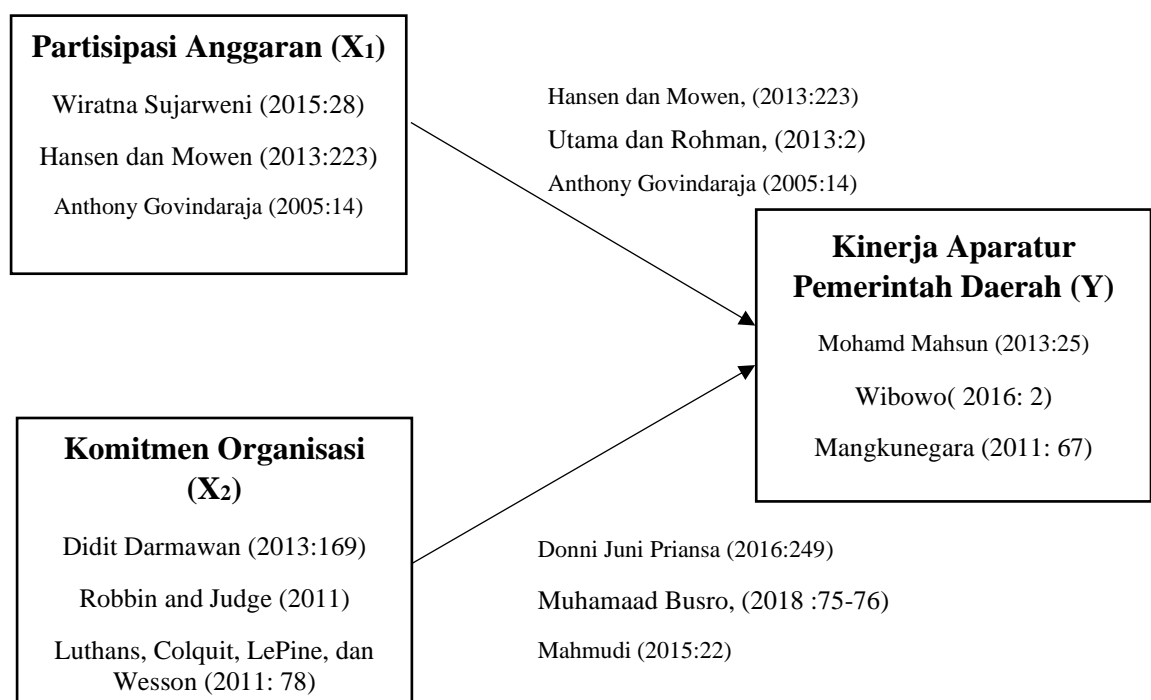 Partisipasi Anggaran (X1)
Wiratna Sujarweni (2015:28)
Hansen dan Mowen (2013:223)
Anthony Govindaraja (2005:14)
Hansen dan Mowen, (2013:223)
Utama dan Rohman, (2013:2)
Anthony Govindaraja (2005:14)
Kinerja Aparatur
Pemerintah Daerah (Y)
Mohamd Mahsun (2013:25)
Wibowo( 2016: 2)
Mangkunegara (2011: 67)
Komitmen Organisasi
(X2)
Didit Darmawan (2013:169)
Robbin and Judge (2011)
Luthans, Colquit, LePine, dan
Wesson (2011: 78)
Donni Juni Priansa (2016:249)
Muhamaad Busro, (2018 :75-76)
Mahmudi (2015:22)